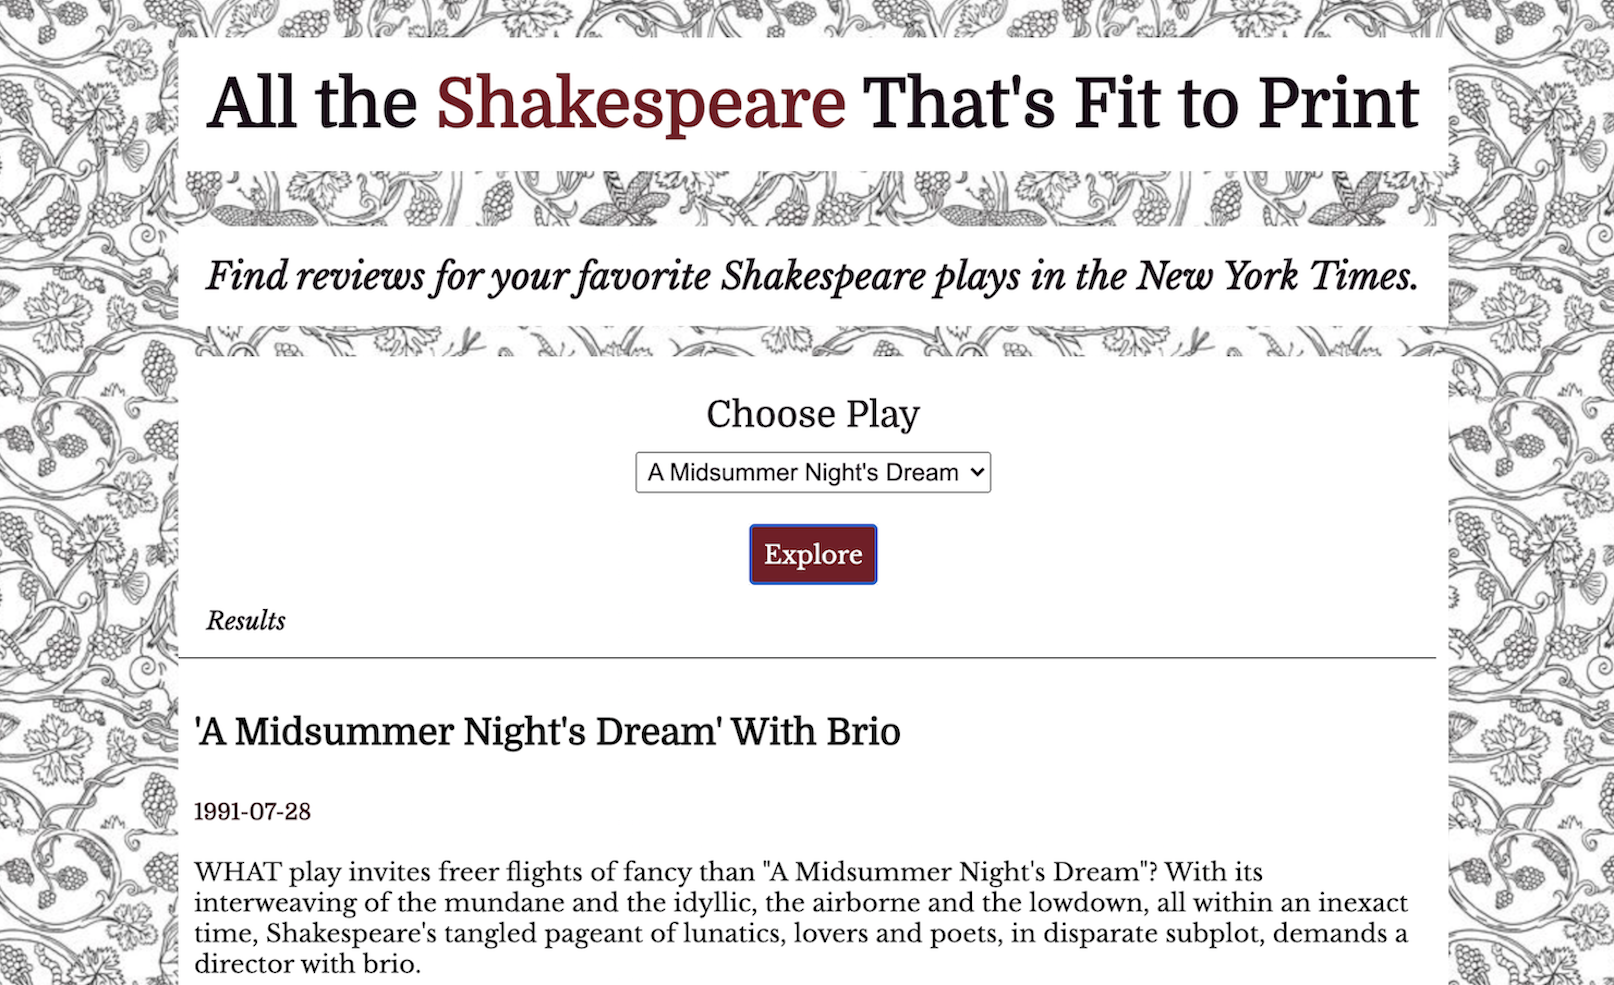 All the Shakespeare That's Fit to Print
Find reviews for your favorite Shakespeare plays in the New York Times.
Choose Play
A Midsummer Night's Dream
Explore
Results
'A Midsummer Night's Dream' With Brio
1991-07-28
WHAT play invites freer flights of fancy than "A Midsummer Night's Dream"? With its
interweaving of the mundane and the idyllic, the airborne and the lowdown, all within an inexact
time, Shakespeare's tangled pageant of lunatics, lovers and poets, in disparate subplot, demands a
director with brio.